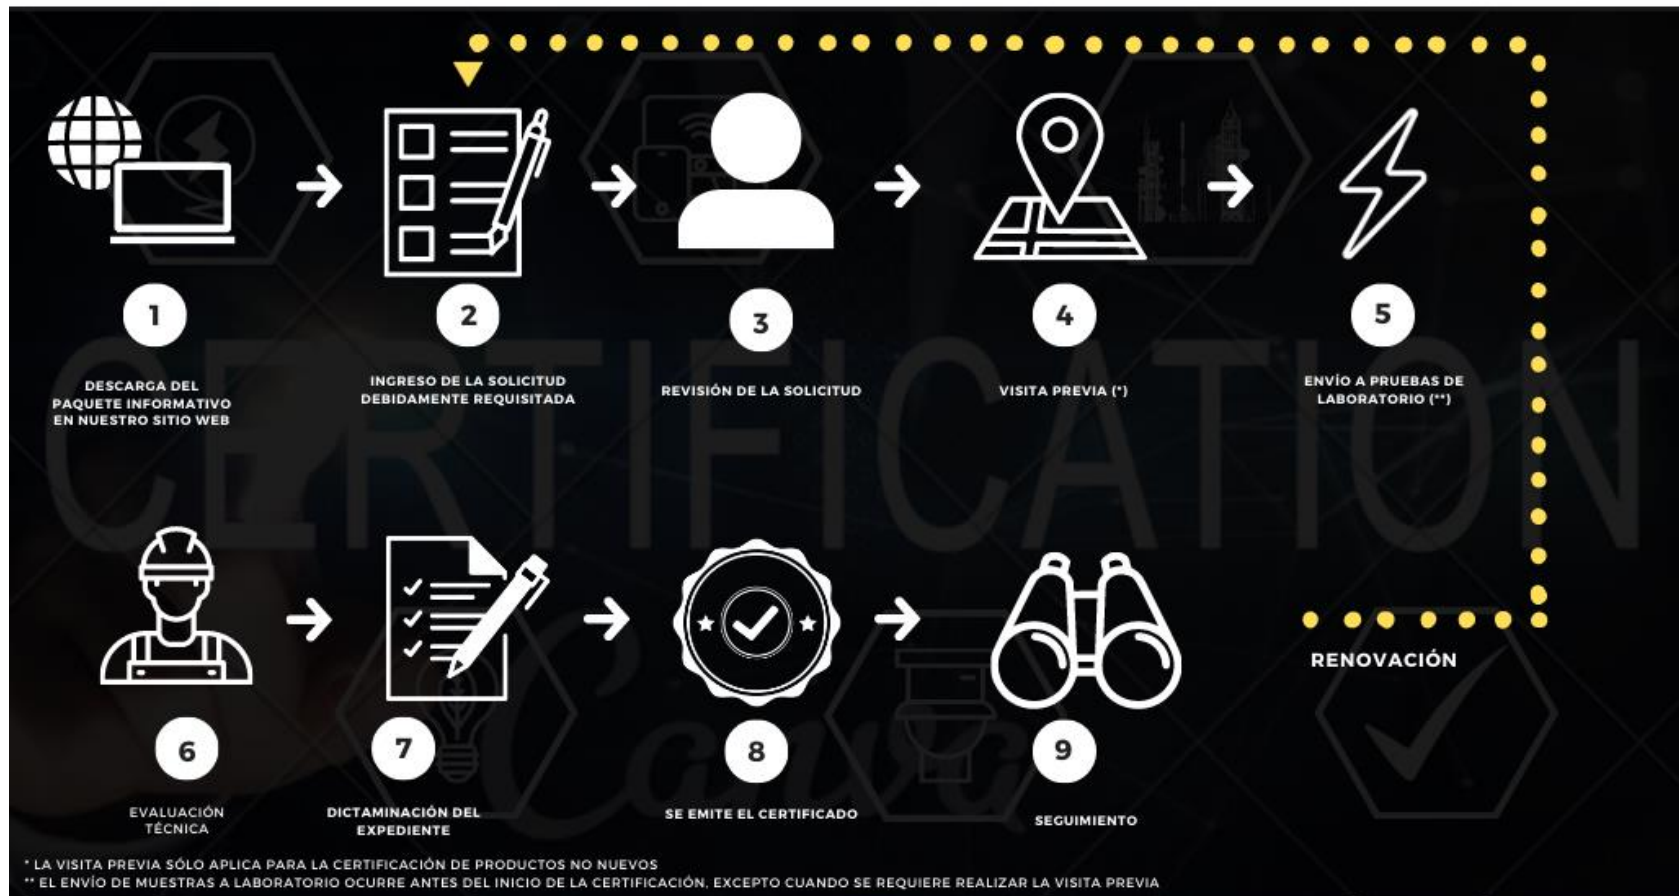 CERTIFICATION
1
2
3
4
5
DESCARGA DEL
PAQUETE INFORMATIVO
EN NUESTRO SITIO WEB
INGRESO DE LA SOLICITUD
DEBIDAMENTE REQUISITADA
REVISIÓN DE LA SOLICITUD
VISITA PREVIA (*)
ENVÍO A PRUEBAS DE
LABORATORIO (**)
RENOVACIÓN
Canva
6
7
8
9
EVALUACIÓN
TÉCNICA
DICTAMINACIÓN DEL
EXPEDIENTE
SE EMITE EL CERTIFICADO
SEGUIMIENTO
* LA VISITA PREVIA SÓLO APLICA PARA LA CERTIFICACIÓN DE PRODUCTOS NO NUEVOS
** EL ENVÍO DE MUESTRAS A LABORATORIO OCURRE ANTES DEL INICIO DE LA CERTIFICACIÓN, EXCEPTO CUANDO SE REQUIERE REALIZAR LA VISITA PREVIA